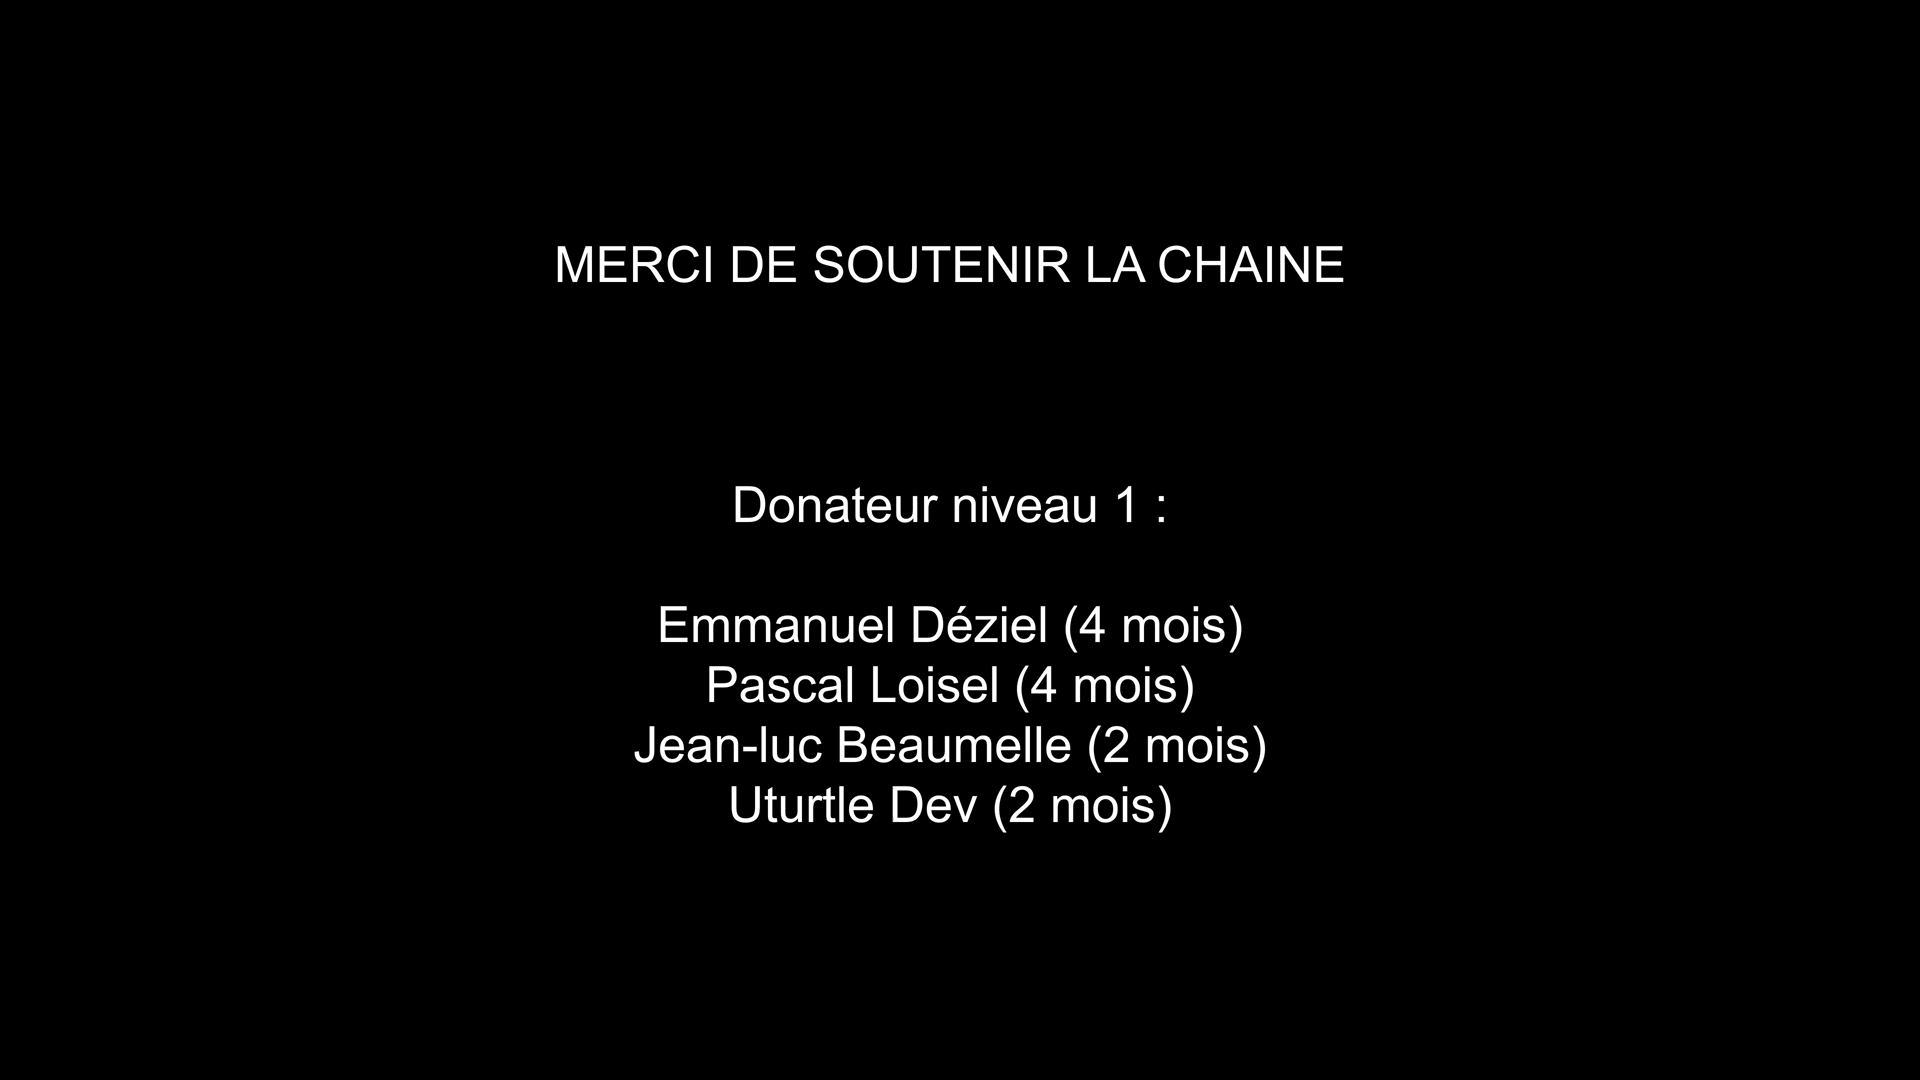 MERCI DE SOUTENIR LA CHAINE
Donateur niveau 1 :
Emmanuel Déziel (4 mois)
Pascal Loisel (4 mois)
Jean-luc Beaumelle (2 mois)
Uturtle Dev (2 mois)